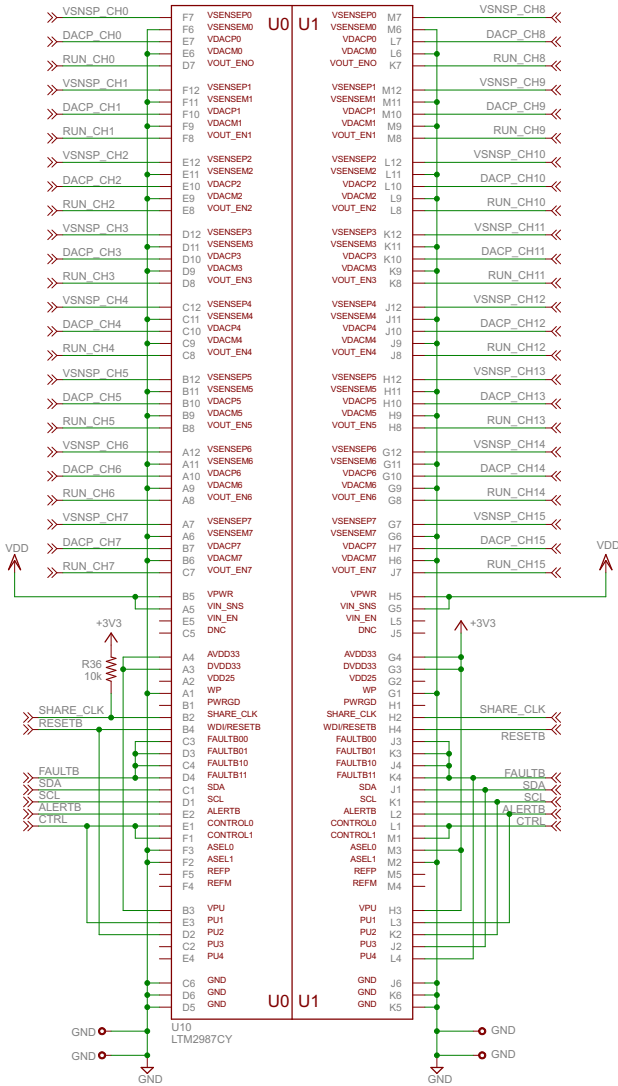 VSNSP_CH0 F7 VSENSEP0 U0 U1 VSENSEP0 M7 VSNSP_CH8
F6 VSENSEM0 VSENSEM0 M6
DACP_CH0 E7 VDACP0 VDACP0 L7 DACP_CH8
E6 VDACM0 VDACM0 L6
RUN_CH0 D7 VOUT_EN0 VOUT_EN0 K7 RUN_CH8
VSNSP_CH1 F12 VSENSEP1 VSENSEP1 M12 VSNSP_CH9
F11 VSENSEM1 VSENSEM1 M11
DACP_CH1 F10 VDACP1 VDACP1 M10 DACP_CH9
F9 VDACM1 VDACM1 M9
RUN_CH1 F8 VOUT_EN1 VOUT_EN1 M8 RUN_CH9
VSNSP_CH2 E12 VSENSEP2 VSENSEP2 L12 VSNSP_CH10
E11 VSENSEM2 VSENSEM2 L11
DACP_CH2 E10 VDACP2 VDACP2 L10 DACP_CH10
E9 VDACM2 VDACM2 L9
RUN_CH2 E8 VOUT_EN2 VOUT_EN2 L8 RUN_CH10
VSNSP_CH3 D12 VSENSEP3 VSENSEP3 K12 VSNSP_CH11
D11 VSENSEM3 VSENSEM3 K11
DACP_CH3 D10 VDACP3 VDACP3 K10 DACP_CH11
D9 VDACM3 VDACM3 K9
RUN_CH3 D8 VOUT_EN3 VOUT_EN3 K8 RUN_CH11
VSNSP_CH4 C12 VSENSEP4 VSENSEP4 J12 VSNSP_CH12
C11 VSENSEM4 VSENSEM4 J11
DACP_CH4 C10 VDACP4 VDACP4 J10 DACP_CH12
C9 VDACM4 VDACM4 J9
RUN_CH4 C8 VOUT_EN4 VOUT_EN4 J8 RUN_CH12
VSNSP_CH5 B12 VSENSEP5 VSENSEP5 H12 VSNSP_CH13
B11 VSENSEM5 VSENSEM5 H11
DACP_CH5 B10 VDACP5 VDACP5 H10 DACP_CH13
B9 VDACM5 VDACM5 H9
RUN_CH5 B8 VOUT_EN5 VOUT_EN5 H8 RUN_CH13
VSNSP_CH6 A12 VSENSEP6 VSENSEP6 G12 VSNSP_CH14
A11 VSENSEM6 VSENSEM6 G11
DACP_CH6 A10 VDACP6 VDACP6 G10 DACP_CH14
A9 VDACM6 VDACM6 G9
RUN_CH6 A8 VOUT_EN6 VOUT_EN6 G8 RUN_CH14
VSNSP_CH7 A7 VSENSEP7 VSENSEP7 G7 VSNSP_CH15
A6 VSENSEM7 VSENSEM7 G6
VDD DACP_CH7 B7 VDACP7 VDACP7 H7 DACP_CH15 VDD
B6 VDACM7 VDACM7 H6
RUN_CH7 C7 VOUT_EN7 VOUT_EN7 J7 RUN_CH15
B5 VPWR VPWR H5
A5 VIN_SNS VIN_SNS G5
+3V3 E5 VIN_EN VIN_EN L5 +3V3
C5 DNC DNC J5
A4 AVDD33 AVDD33 G4
R36 A3 DVDD33 DVDD33 G3
10k A2 VDD25 VDD25 G2
A1 WP WP G1
B1 PWRGD PWRGD H1
SHARE_CLK B2 SHARE_CLK SHARE_CLK H2 SHARE_CLK
RESETB B4 WDI/RESETB WDI/RESETB H4 RESETB
C3 FAULTB00 FAULTB00 J3
D3 FAULTB01 FAULTB01 K3
C4 FAULTB10 FAULTB10 J4
FAULTB D4 FAULTB11 FAULTB11 K4 FAULTB
SDA C1 SDA SDA J1 SDA
SCL D1 SCL SCL K1 SCL
ALERTB E2 ALERTB ALERTB L2 ALERTB
CTRL E1 CONTROL0 CONTROL0 L1 CTRL
F1 CONTROL1 CONTROL1 M1
F3 ASEL0 ASEL0 M3
F2 ASEL1 ASEL1 M2
F5 REFP REFP M5
F4 REFM REFM M4
B3 VPU VPU H3
E3 PU1 PU1 L3
D2 PU2 PU2 K2
C2 PU3 PU3 J2
E4 PU4 PU4 L4
C6 GND GND J6
D6 GND GND K6
D5 GND U0 U1 GND K5
U10
LTM2987CY
GND GND
GND GND
GND GND